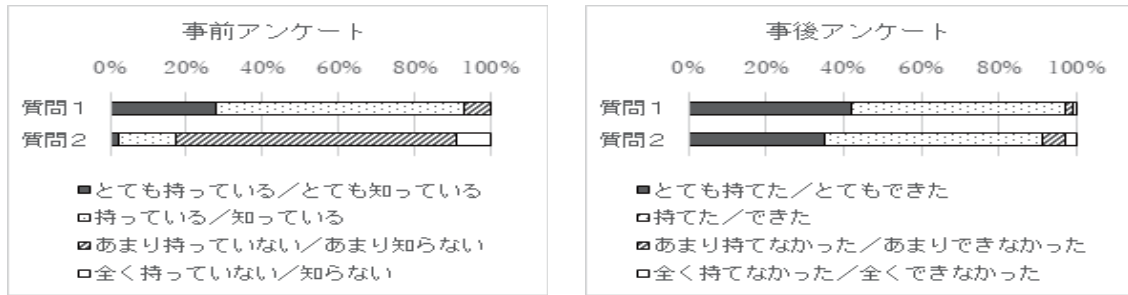 事前アンケート
0% 20% 40% 60% 80% 100%
質問1
質問2
とても持っている／とても知っている
持っている／知っている
あまり持っていない／あまり知らない
全く持っていない／知らない
事後アンケート
0% 20% 40% 60% 80% 100%
質問1
質問2
とても持てた／とてもできた
持てた／できた
あまり持てなかった／あまりできなかった
全く持てなかった／全くできなかった